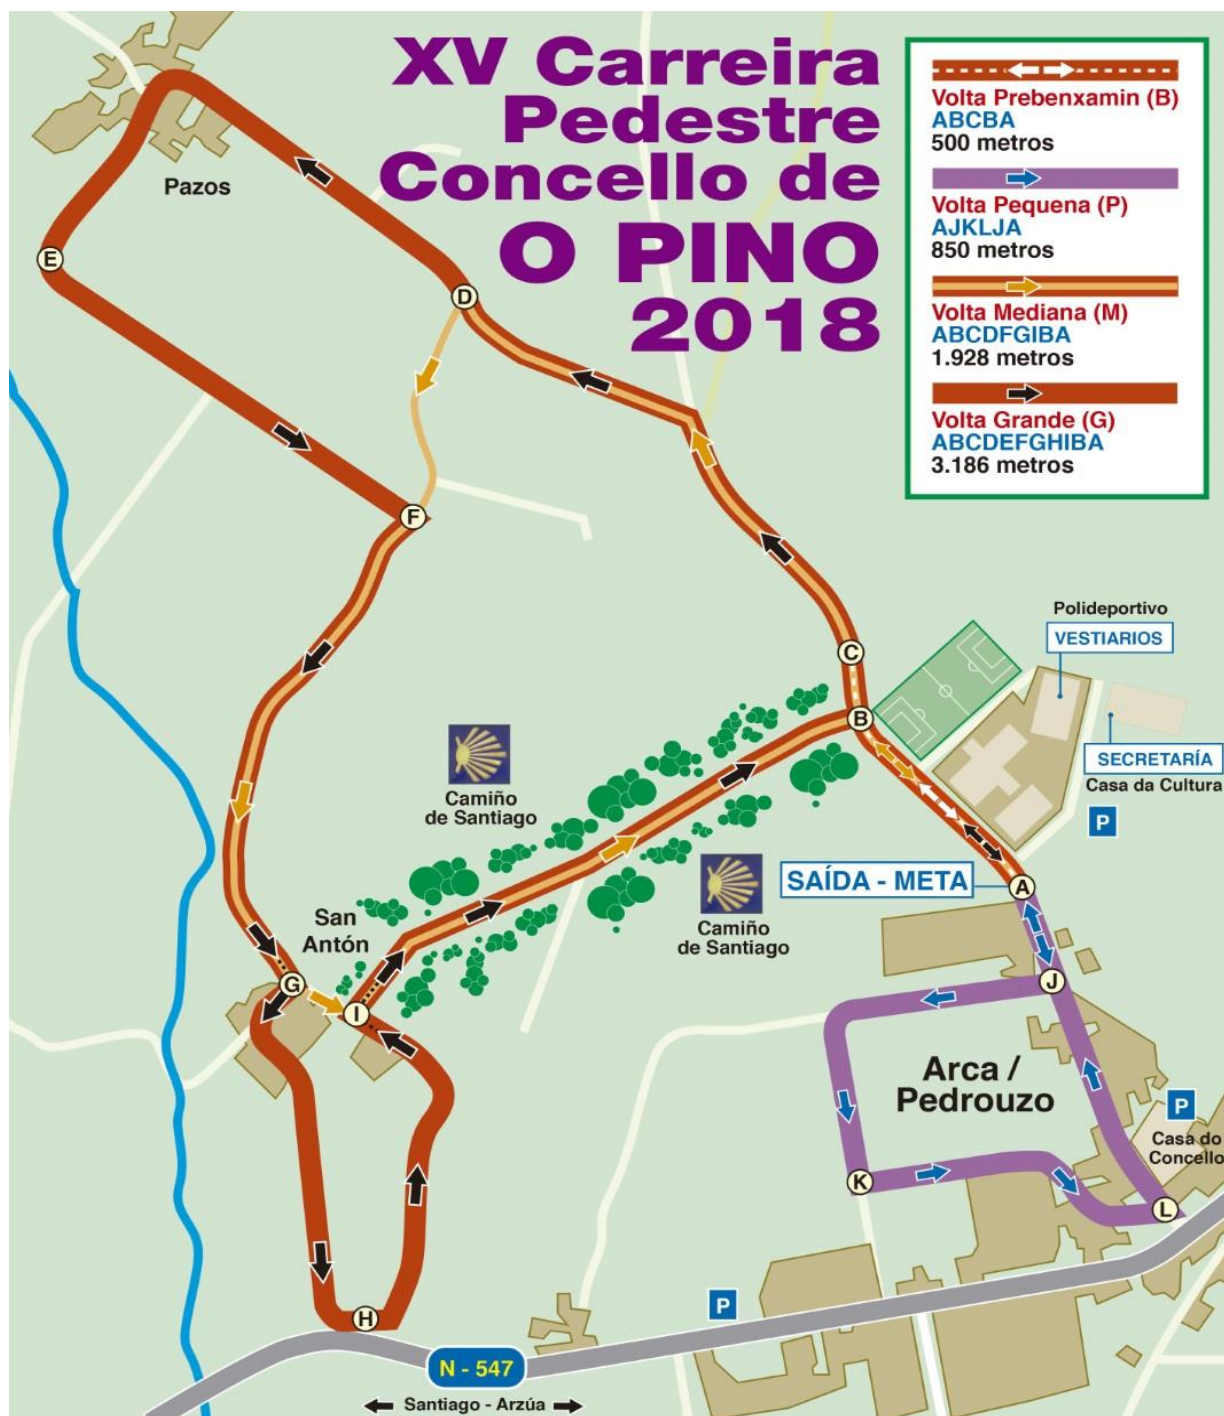 XV Carreira
Pedestre
Concello de
O PINO
2018
Volta Prebenxamin (B)
ABCBA
500 metros
Volta Pequena (P)
AJKLJA
850 metros
Volta Mediana (M)
ABCDFGIBA
1.928 metros
Volta Grande (G)
ABCDEFGHIBA
3.186 metros
Pazos
E
D
F
Polideportivo
VESTIARIOS
C
B
SECRETARÍA
Casa da Cultura
P
Camiño
de Santiago
SAÍDA - META
A
Camiño
de Santiago
San
Antón
G
I
J
Arca /
Pedrouzo
P
Casa do
Concello
K
L
H
P
N - 547
Santiago - Arzúa